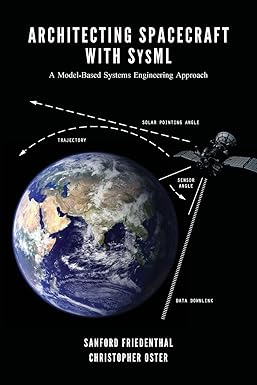 ARCHITECTING SPACECRAFT
WITH SysML
A Model-Based Systems Engineering Approach
SOLAR POINTING ANGLE
TRAJECTORY
SENSOR
ANGLE
DATA DOWNLINK
SANFORD FRIEDENTHAL
CHRISTOPHER OSTER